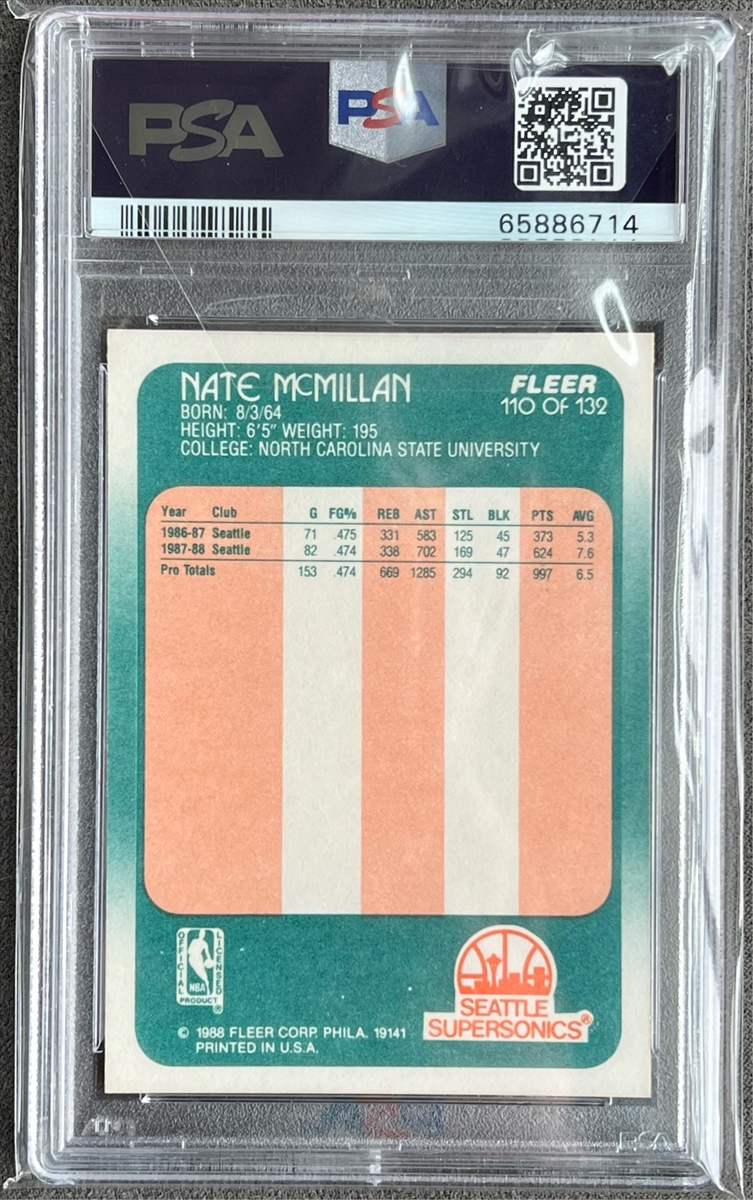 PSA
PSA
65886714
NATE McMILLAN
FLEER
BORN: 8/3/64
110 OF 132
HEIGHT: 6'5" WEIGHT: 195
COLLEGE: NORTH CAROLINA STATE UNIVERSITY
Year Club G FG% REB AST STL BLK PTS AVG
1986-87 Seattle 71 .475 331 583 125 45 373 5.3
1987-88 Seattle 82 .474 338 702 169 47 624 7.6
Pro Totals 153 .474 669 1285 294 92 997 6.5
OFFICIAL LICENSED
NBA
PRODUCT ®
SEATTLE
SUPERSONICS®
© 1988 FLEER CORP. PHILA. 19141
PRINTED IN U.S.A.
PSA